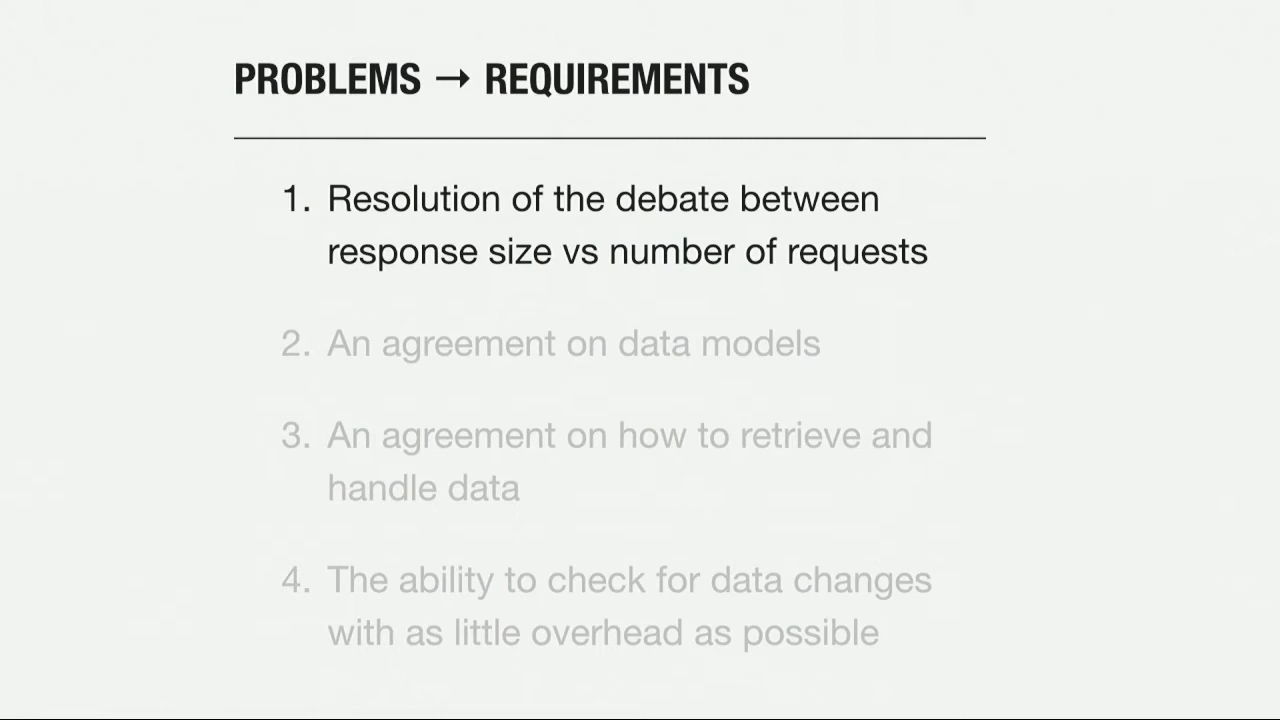 PROBLEMS → REQUIREMENTS
1. Resolution of the debate between
response size vs number of requests
2. An agreement on data models
3. An agreement on how to retrieve and
handle data
4. The ability to check for data changes
with as little overhead as possible